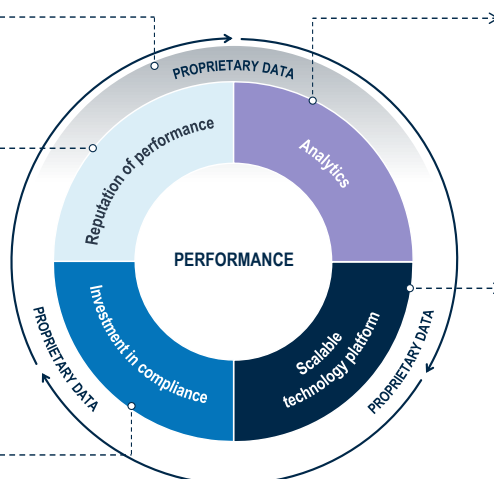 PROPRIETARY DATA
Reputation of performance
Analytics
PERFORMANCE
Investment in compliance
Scalable
technology platform
PROPRIETARY DATA
PROPRIETARY DATA